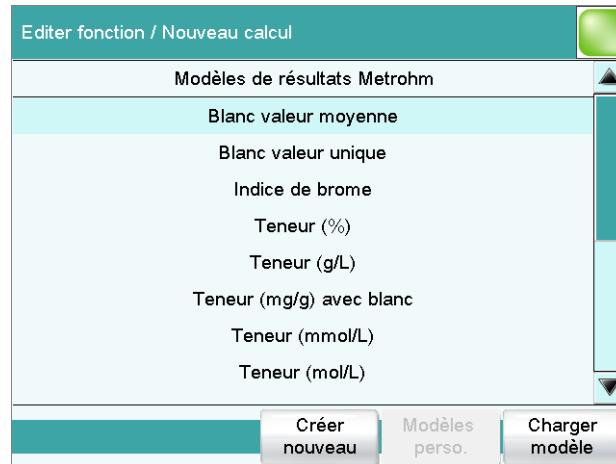 Editer fonction / Nouveau calcul
Modèles de résultats Metrohm
Blanc valeur moyenne
Blanc valeur unique
Indice de brome
Teneur (%)
Teneur (g/L)
Teneur (mg/g) avec blanc
Teneur (mmol/L)
Teneur (mol/L)
Créer nouveau
Modèles perso.
Charger modèle